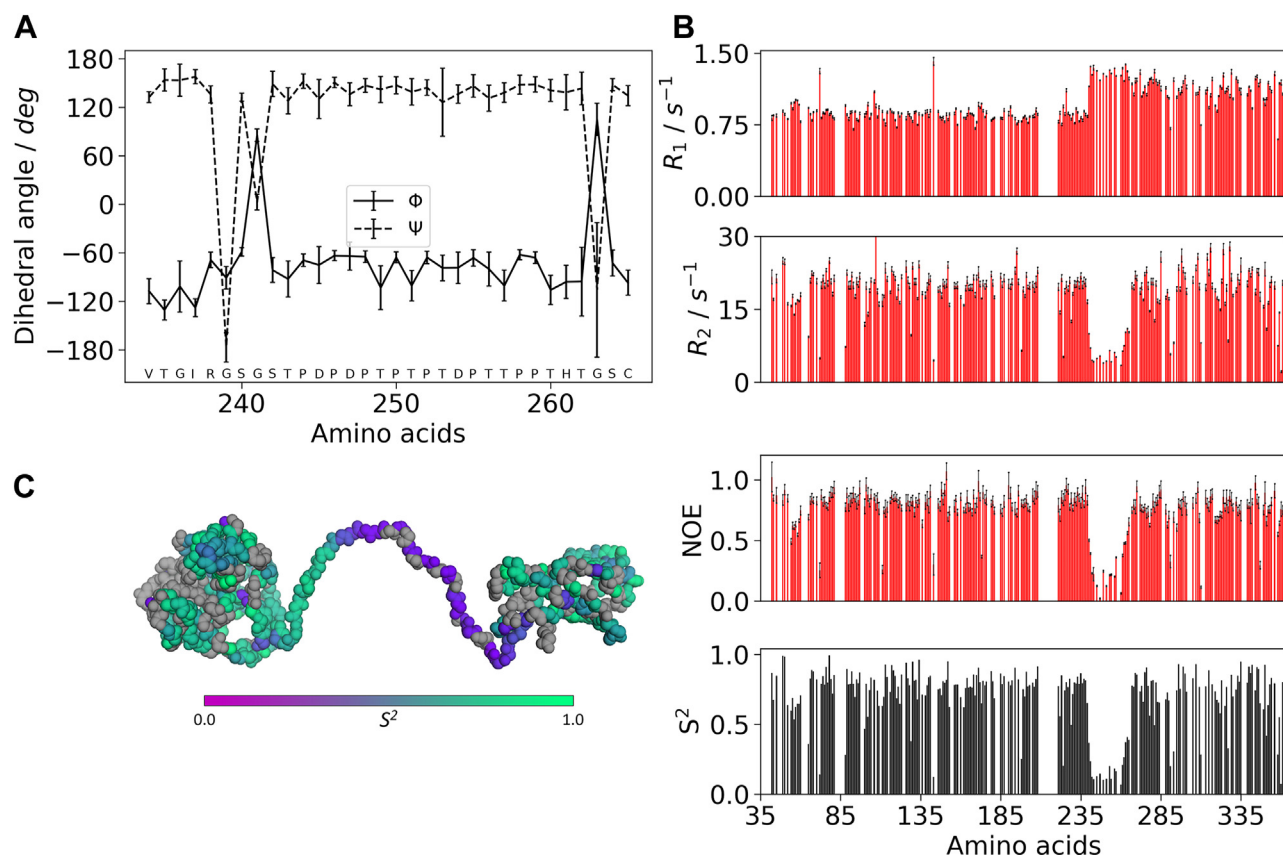 A
180
120
60
0
−60
−120
−180
Dihedral angle / deg
Φ
Ψ
V T G I R G S G S T P D P D P T P T P T D P T T P P T H T G S C
240 250 260
Amino acids
B
1.50
0.75
0.00
R1 / s−1
30
15
0
R2 / s−1
1.0
0.5
0.0
NOE
1.0
0.5
0.0
S2
35 85 135 185 235 285 335
Amino acids
C
0.0 S2 1.0